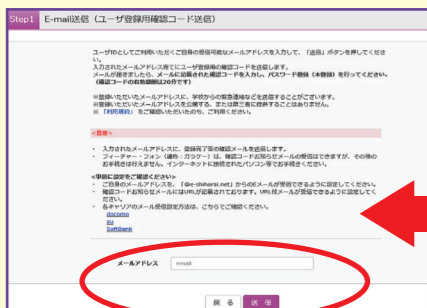 Step1 E-mail送信（ユーザ登録用確認コード送信）
ユーザIDとしてご利用いただくご自身の受信可能なメールアドレスを入力して、「送信」ボタンを押してくださ
い。
入力されたメールアドレス宛てにユーザ登録用の確認コードを送信します。
メールが届きましたら、メールに記載された確認コードを入力し、パスワード登録（本登録）を行ってください。
（確認コードの有効期限は20分です）
※登録いただいたメールアドレスに、学校からの緊急連絡などを送信することがございます。
※登録いただいたメールアドレスを公開する、または第三者に提供することはありません。
※「利用規約」をご確認いただいたのち、ご利用ください。
<重要>
・ 入力されたメールアドレスに、登録完了等の確認メールを送信します。
・ フィーチャー・フォン（通称：ガラケー）は、確認コードお知らせメールの受信はできますが、その後の
お手続きは行えません。インターネットに接続されたパソコン等でお手続きください。
<事前に設定をご確認ください>
・ ご自身のメールアドレスを、「@e-shiharai.net」からのEメールが受信できるように設定してください。
・ 確認コードお知らせメールにはURLが記載されております。URL付メールが受信できるように設定してく
ださい。
・ 各キャリアのメール受信設定方法は、こちらでご確認ください。
docomo
au
SoftBank
メールアドレス email
戻 る 送 信